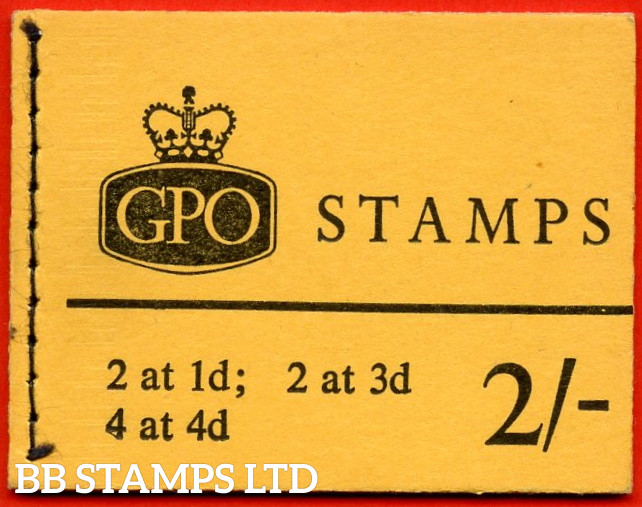 GPO
STAMPS
2 at 1d; 2 at 3d
4 at 4d
2/-
BB STAMPS LTD